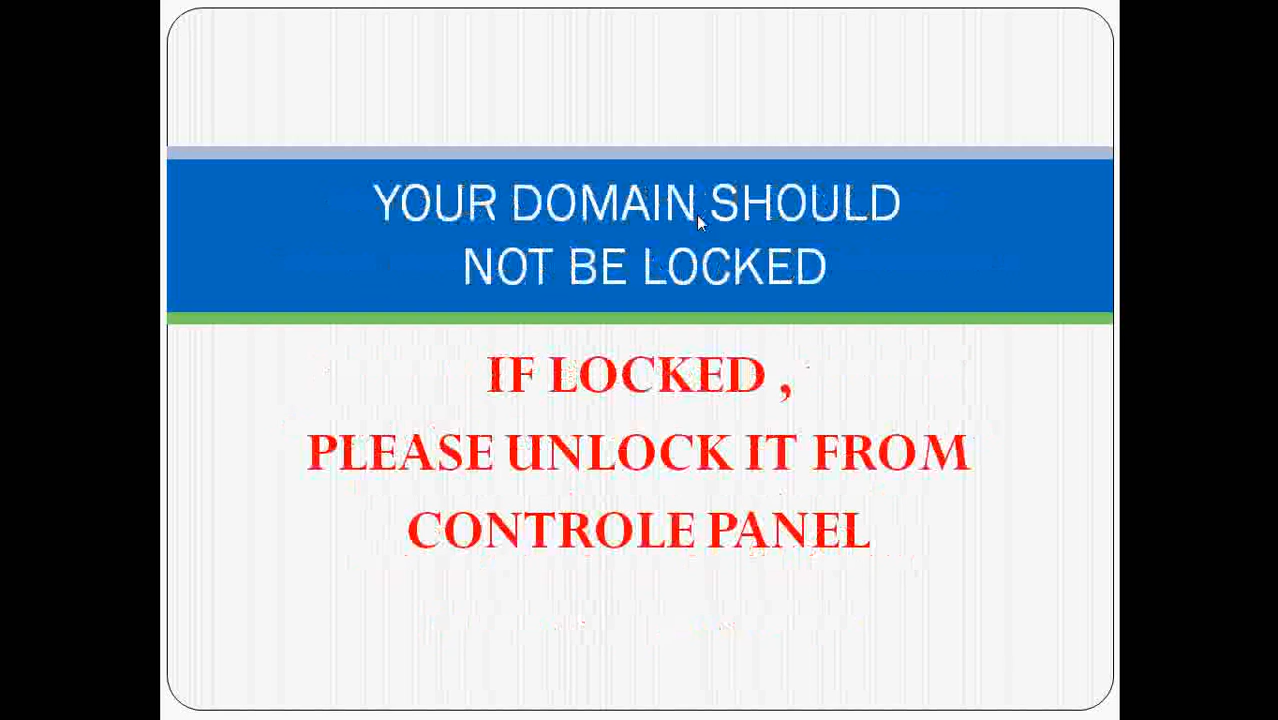 YOUR DOMAIN SHOULD
NOT BE LOCKED
IF LOCKED ,
PLEASE UNLOCK IT FROM
CONTROLE PANEL